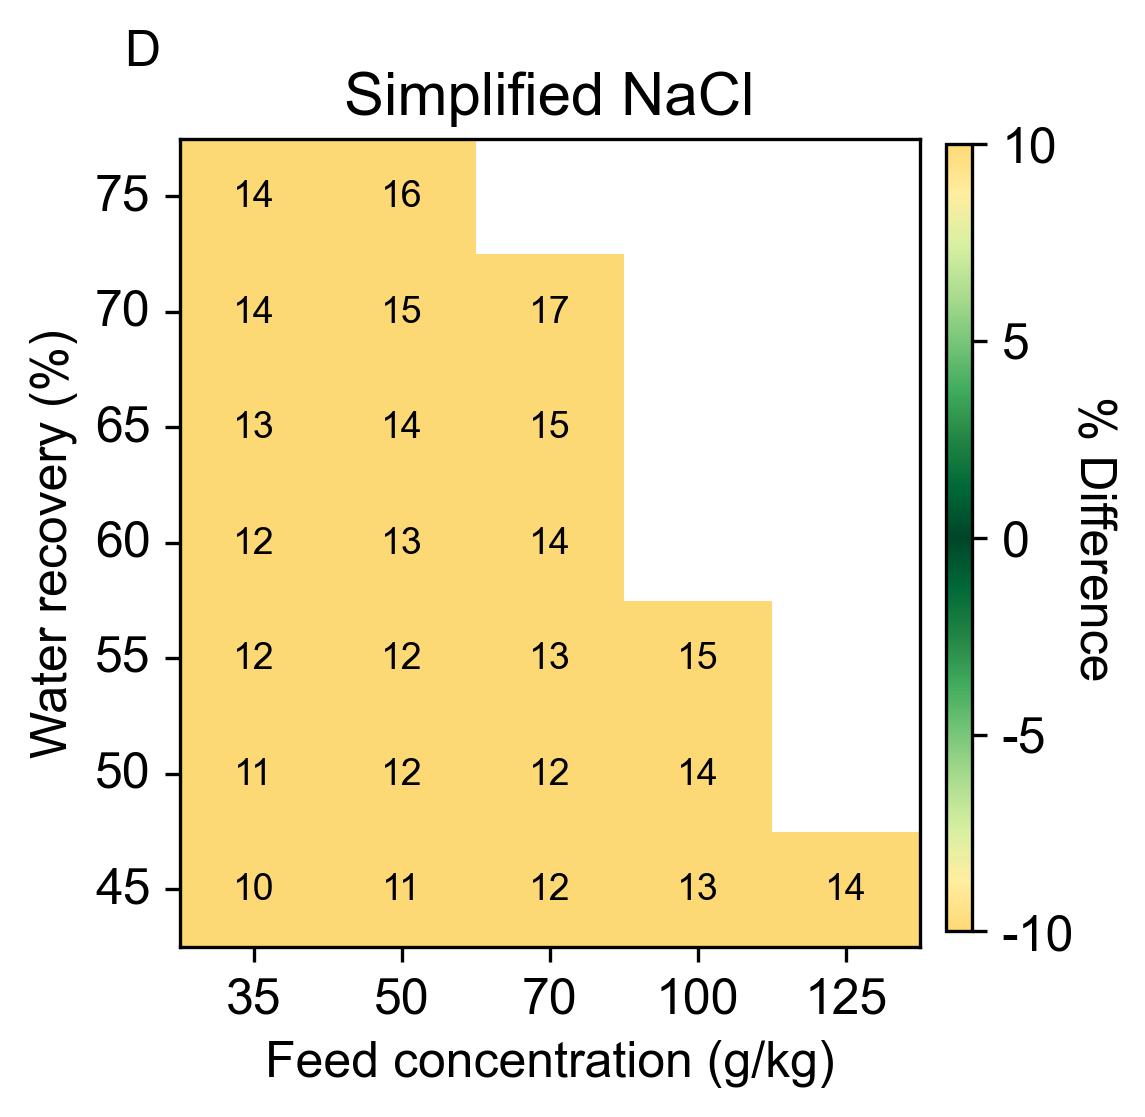 D
Simplified NaCl
75 14 16
70 14 15 17
65 13 14 15
60 12 13 14
55 12 12 13 15
50 11 12 12 14
45 10 11 12 13 14
35 50 70 100 125
Feed concentration (g/kg)
Water recovery (%)
10
5
0
-5
-10
% Difference